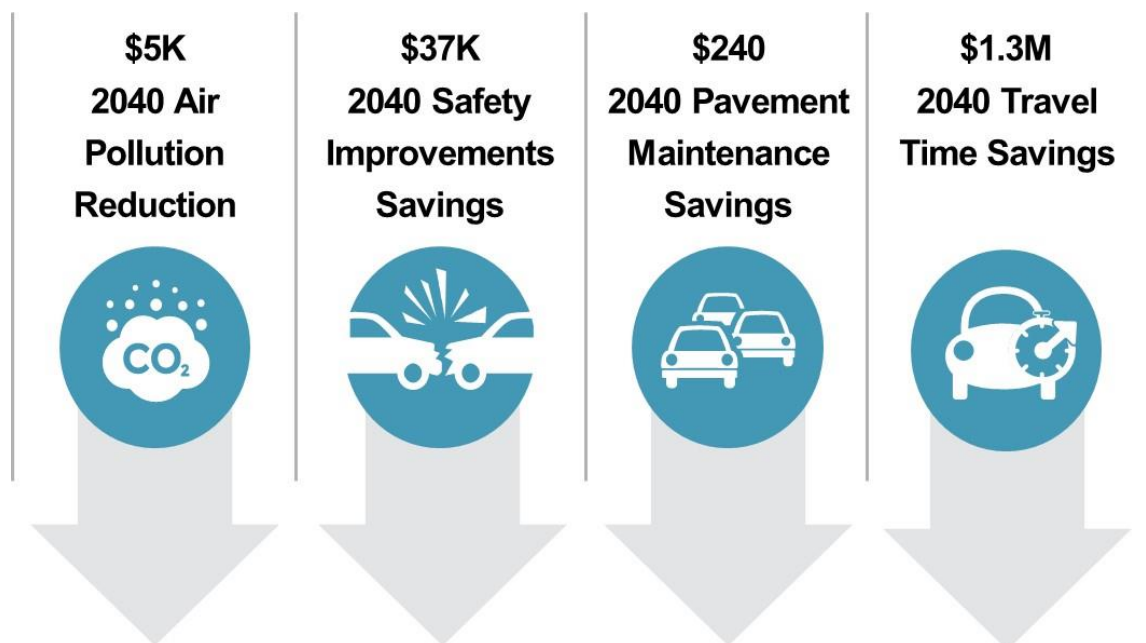 $5K
2040 Air
Pollution
Reduction
$37K
2040 Safety
Improvements
Savings
$240
2040 Pavement
Maintenance
Savings
$1.3M
2040 Travel
Time Savings
CO₂